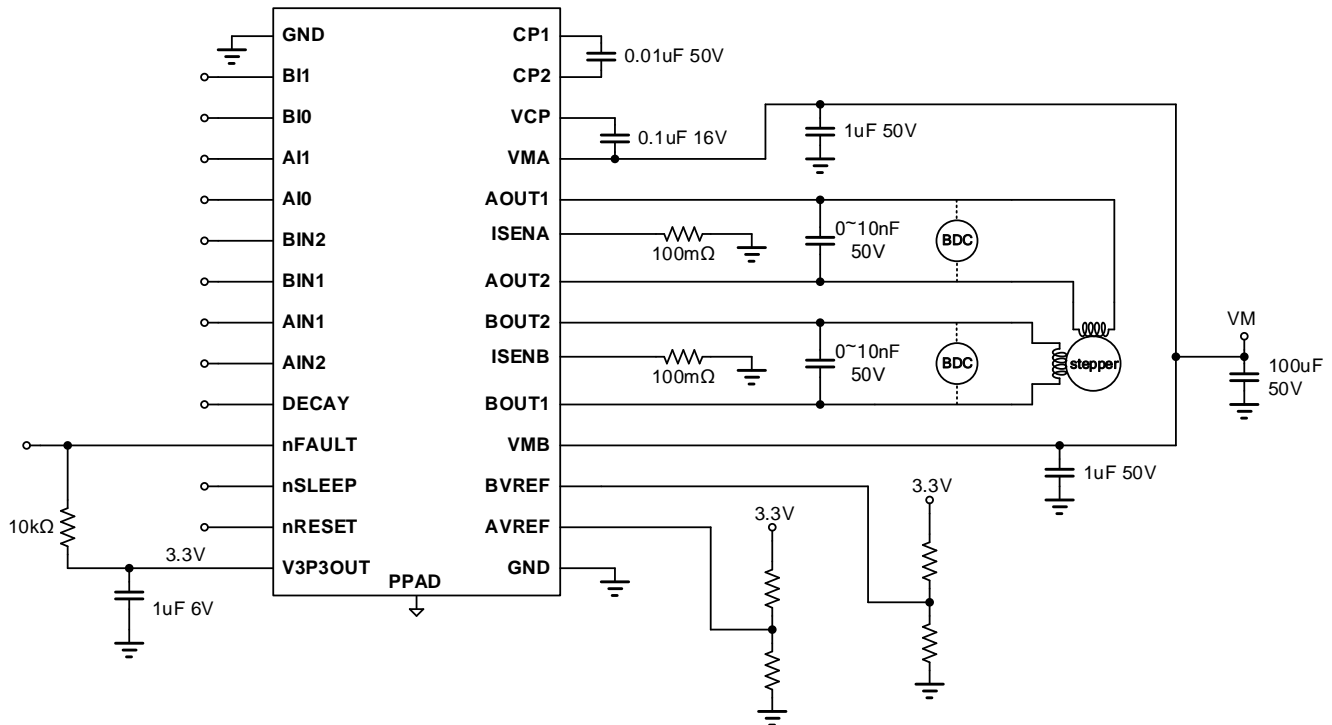 GND
BI1
BI0
AI1
AI0
BIN2
BIN1
AIN1
AIN2
DECAY
nFAULT
nSLEEP
nRESET
V3P3OUT
PPAD
10kΩ
3.3V
1uF 6V
CP1
CP2
VCP
VMA
AOUT1
ISENA
AOUT2
BOUT2
ISENB
BOUT1
VMB
BVREF
AVREF
GND
0.01uF 50V
0.1uF 16V
1uF 50V
100mΩ
0~10nF
50V
BDC
100mΩ
0~10nF
50V
BDC
stepper
VM
100uF
50V
1uF 50V
3.3V
3.3V